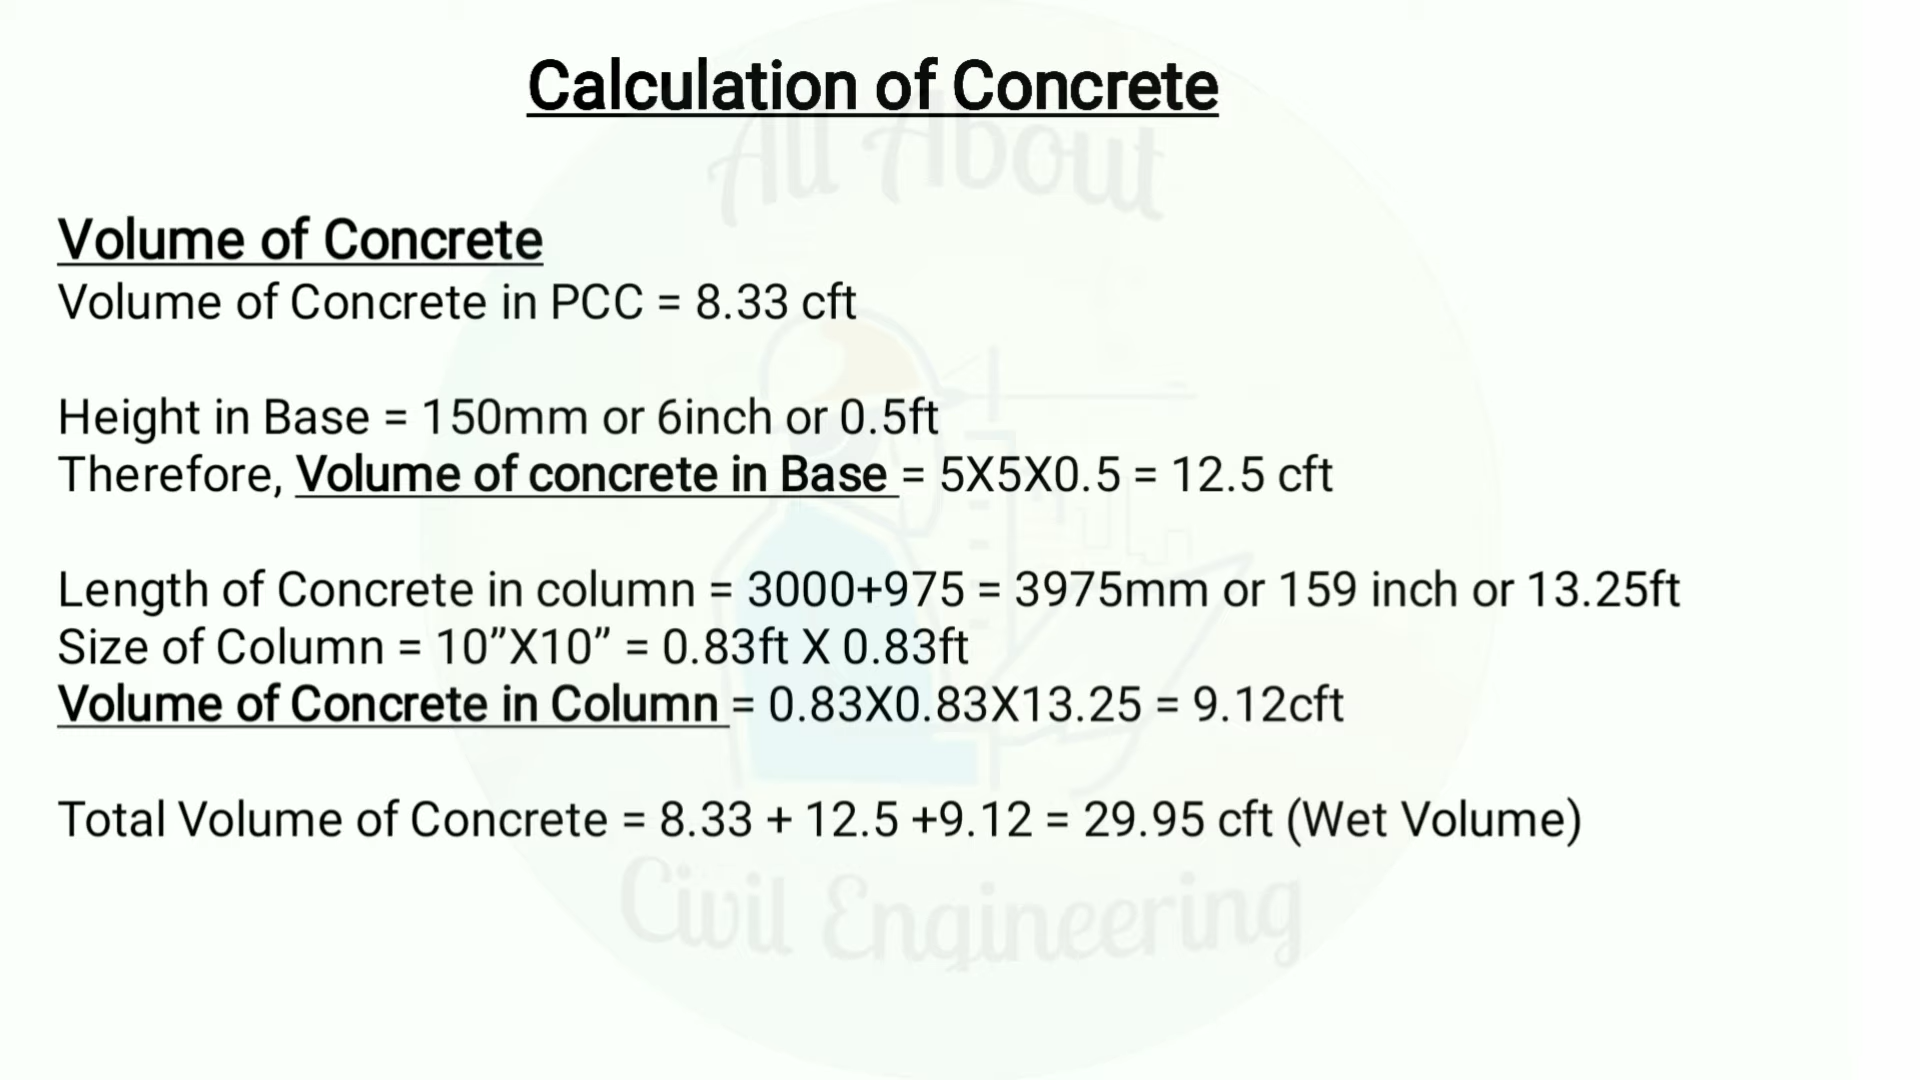 Calculation of Concrete
All About
Volume of Concrete
Volume of Concrete in PCC = 8.33 cft
Height in Base = 150mm or 6inch or 0.5ft
Therefore, Volume of concrete in Base = 5X5X0.5 = 12.5 cft
Length of Concrete in column = 3000+975 = 3975mm or 159 inch or 13.25ft
Size of Column = 10”X10” = 0.83ft X 0.83ft
Volume of Concrete in Column = 0.83X0.83X13.25 = 9.12cft
Total Volume of Concrete = 8.33 + 12.5 +9.12 = 29.95 cft (Wet Volume)
Civil Engineering